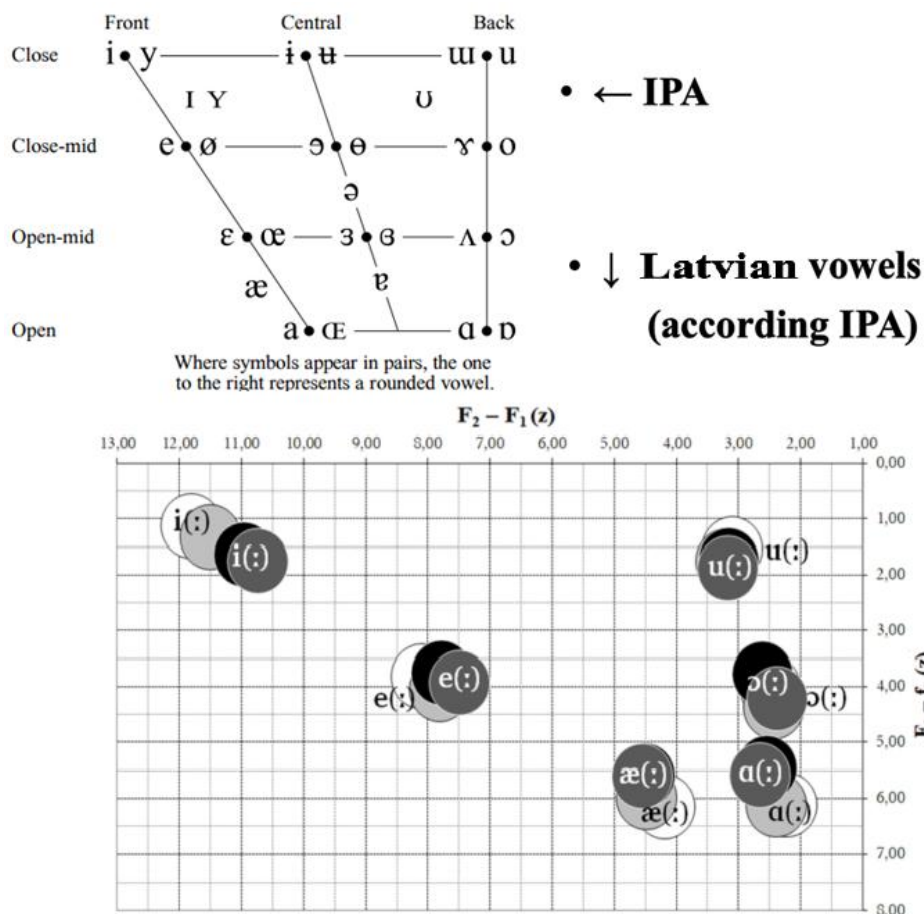 Front Central Back
Close i y ɨ ʉ ɯ u
ɪ ʏ ʊ
Close-mid e ø ɘ ɵ ɤ o
ə
Open-mid ɛ œ ɜ ɞ ʌ ɔ
æ ɐ
Open a ɶ ɑ ɒ
Where symbols appear in pairs, the one
to the right represents a rounded vowel.
• ← IPA
• ↓ Latvian vowels
(according IPA)
F₂ – F₁ (z)
13,00 12,00 11,00 10,00 9,00 8,00 7,00 6,00 5,00 4,00 3,00 2,00 1,00
0,00
1,00
i(ː) i(ː) u(ː) u(ː)
2,00
3,00
e(ː) e(ː) ɔ(ː) ɔ(ː)
4,00
5,00
æ(ː) ɑ(ː)
æ(ː) ɑ(ː)
6,00
7,00
8,00